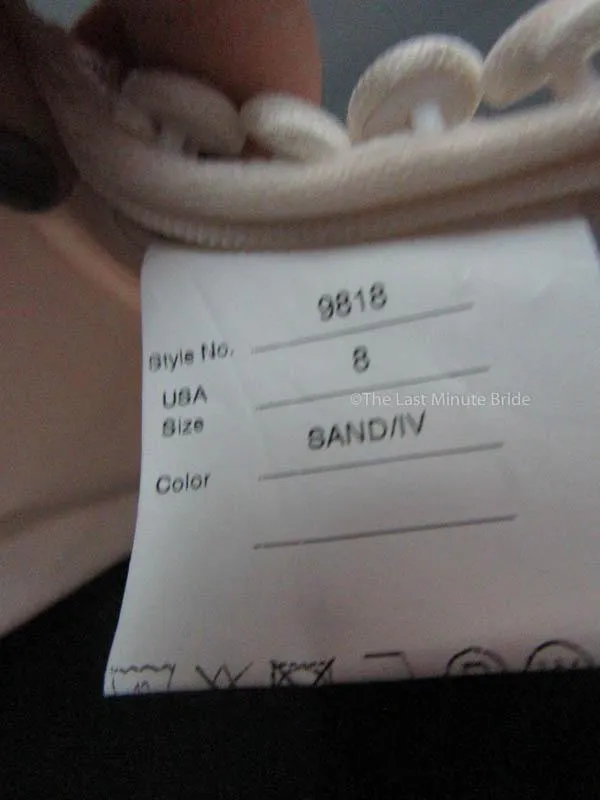 9818
Style No.
8
USA
Size
©The Last Minute Bride
SAND/IV
Color